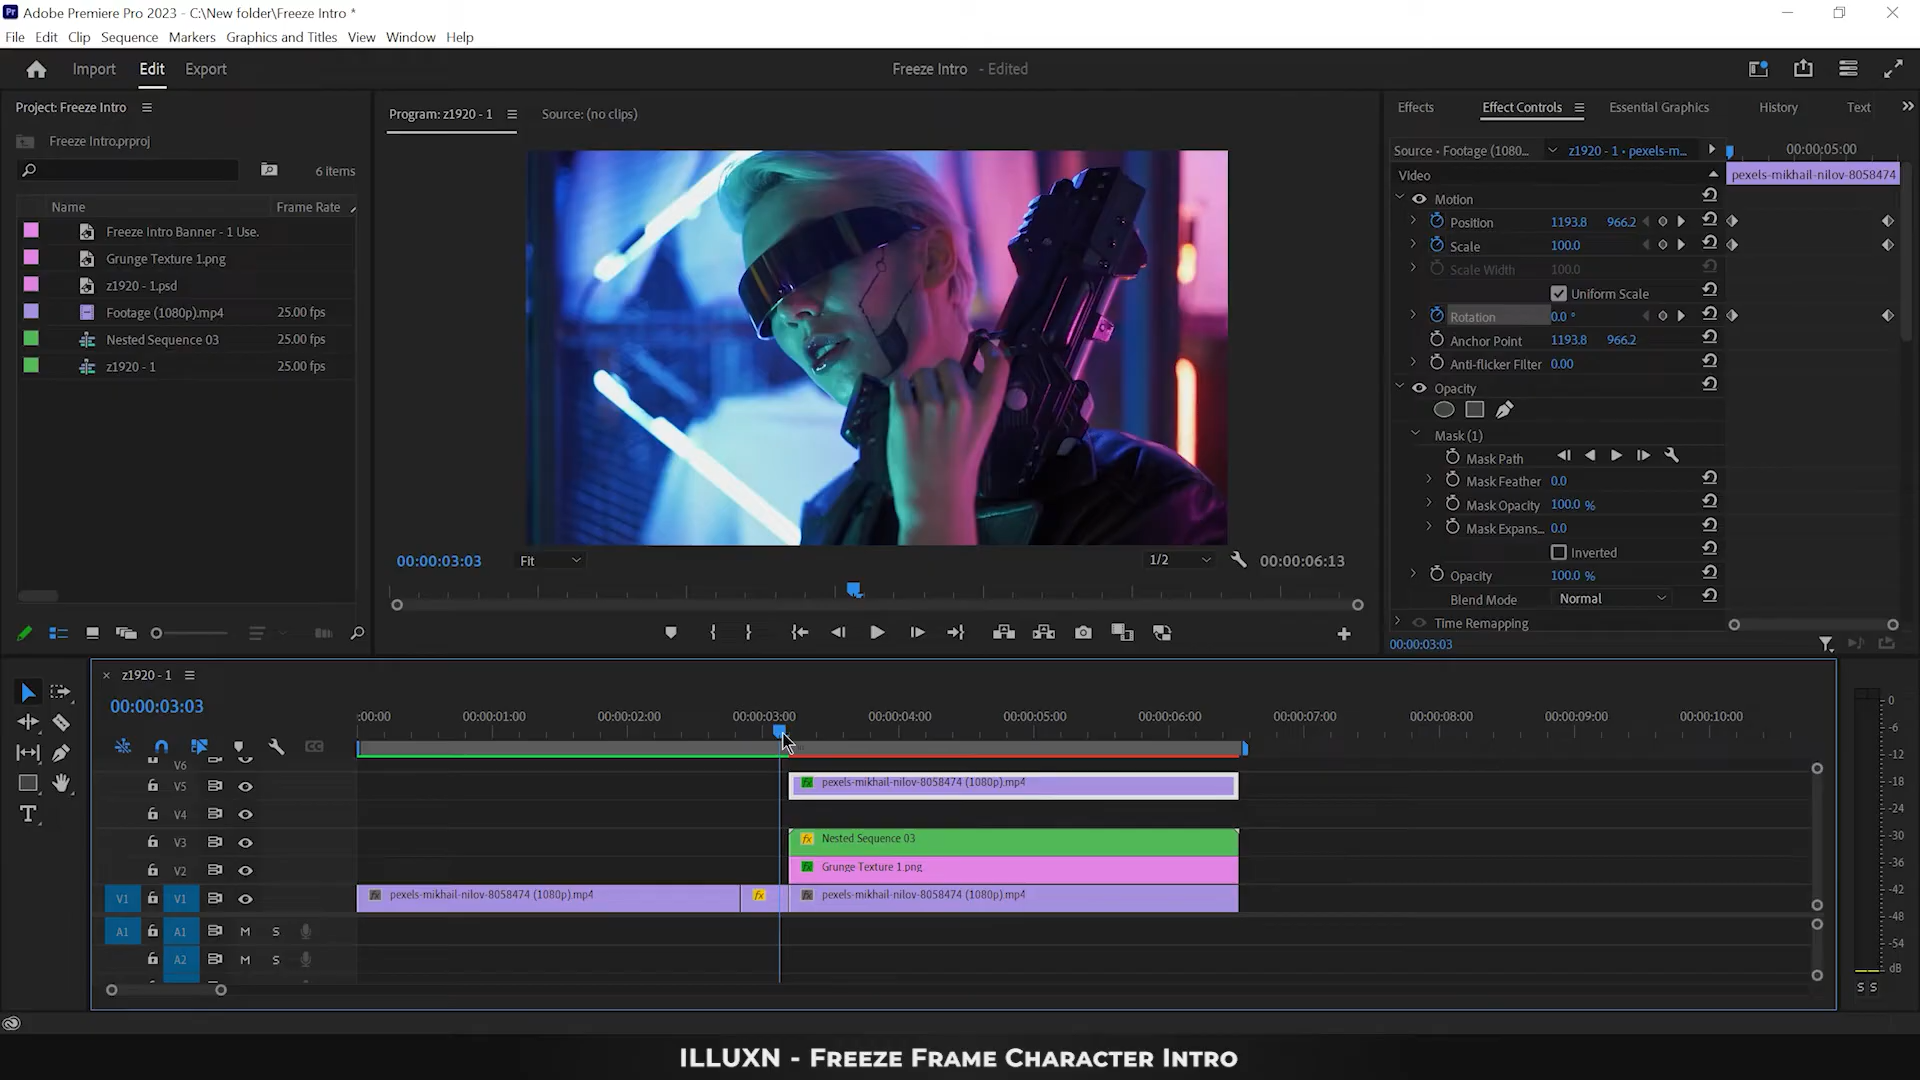 Adobe Premiere Pro 2023 - C:\New folder\Freeze Intro *
File Edit Clip Sequence Markers Graphics and Titles View Window Help
Import Edit Export
Freeze Intro - Edited
Project: Freeze Intro
Freeze Intro.prproj
6 items
Name Frame Rate
Freeze Intro Banner - 1 Use.
Grunge Texture 1.png
z1920 - 1.psd
Footage (1080p).mp4 25.00 fps
Nested Sequence 03 25.00 fps
z1920 - 1 25.00 fps
Program: z1920 - 1 Source: (no clips)
00:00:03:03 Fit 1/2 00:00:06:13
Effects Effect Controls Essential Graphics History Text
Source • Footage (1080... z1920 - 1 • pexels-m... 00:00:05:00
Video pexels-mikhail-nilov-8058474
Motion
Position 1193.8 966.2
Scale 100.0
Scale Width 100.0
Uniform Scale
Rotation 0.0 °
Anchor Point 1193.8 966.2
Anti-flicker Filter 0.00
Opacity
Mask (1)
Mask Path
Mask Feather 0.0
Mask Opacity 100.0 %
Mask Expans... 0.0
Inverted
Opacity 100.0 %
Blend Mode Normal
Time Remapping
00:00:03:03
z1920 - 1
00:00:03:03
:00:00 00:00:01:00 00:00:02:00 00:00:03:00 00:00:04:00 00:00:05:00 00:00:06:00 00:00:07:00 00:00:08:00 00:00:09:00 00:00:10:00
V6
V5 pexels-mikhail-nilov-8058474 (1080p).mp4
V4
V3 fx Nested Sequence 03
V2 fx Grunge Texture 1.png
V1 V1 fx pexels-mikhail-nilov-8058474 (1080p).mp4 fx fx pexels-mikhail-nilov-8058474 (1080p).mp4
A1 A1 M S
A2 M S
0
-6
-12
-18
-24
-30
-36
-42
-48
-54
dB
S S
ILLUXN - Freeze Frame Character Intro